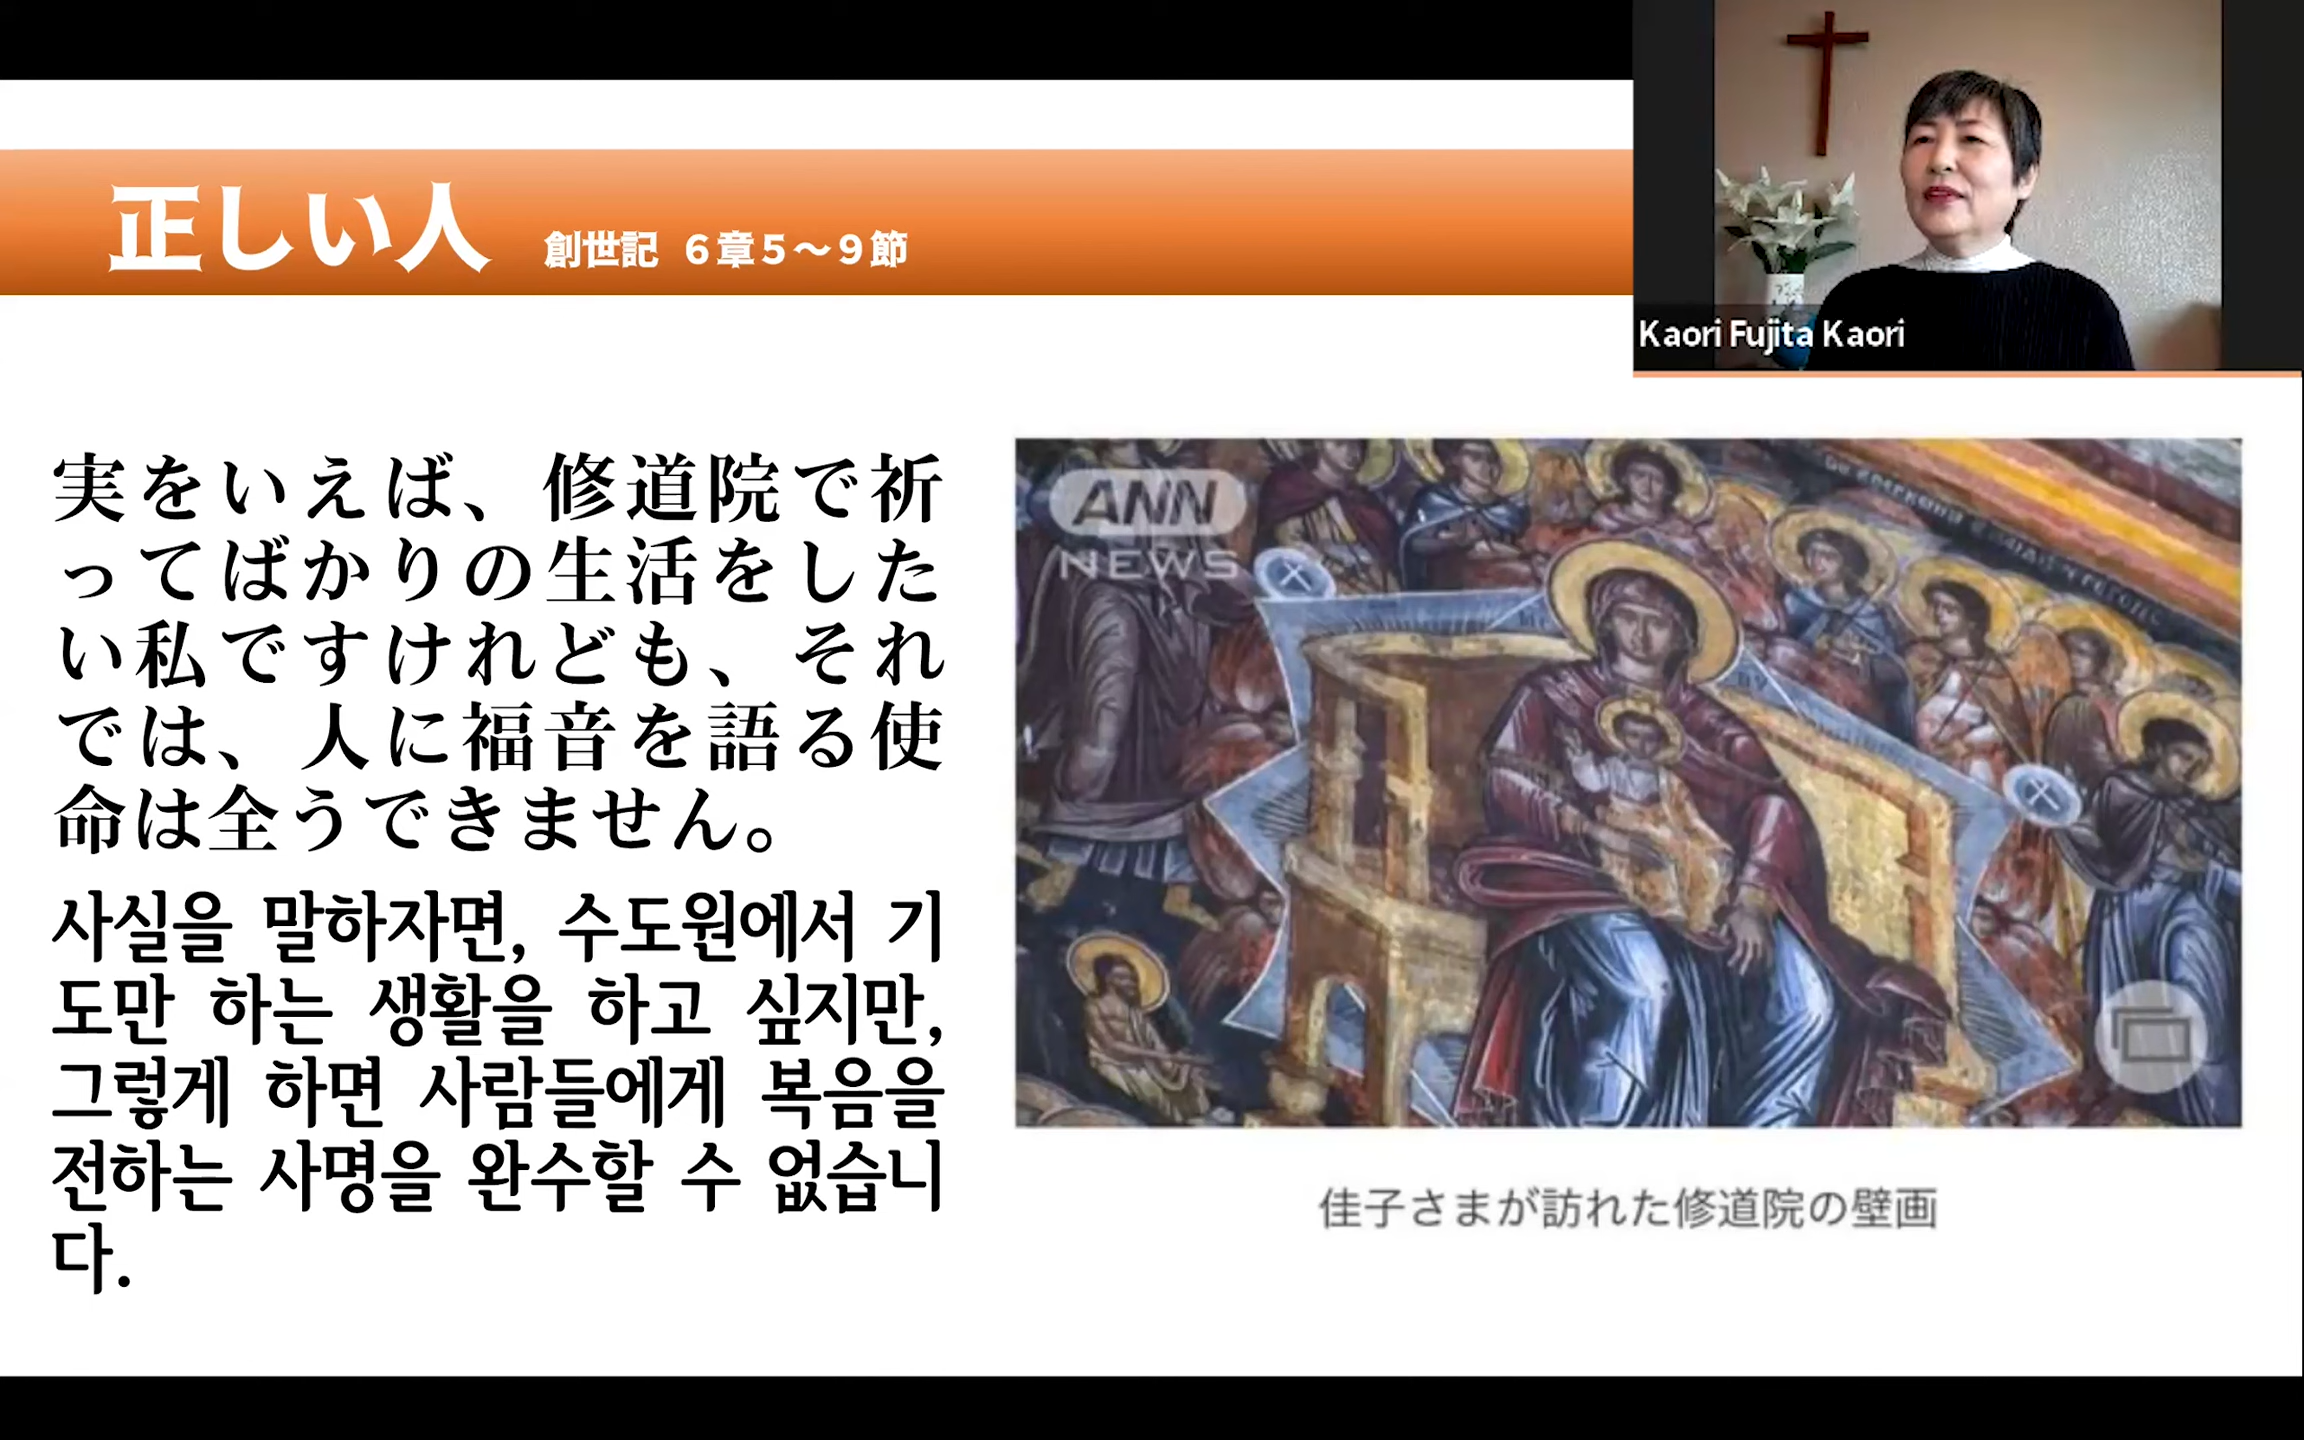 正しい人 創世記 6章5〜9節
Kaori Fujita Kaori
実をいえば、修道院で祈
ってばかりの生活をした
い私ですけれども、それ
では、人に福音を語る使
命は全うできません。
사실을 말하자면, 수도원에서 기
도만 하는 생활을 하고 싶지만,
그렇게 하면 사람들에게 복음을
전하는 사명을 완수할 수 없습니
다.
ANN
NEWS
佳子さまが訪れた修道院の壁画